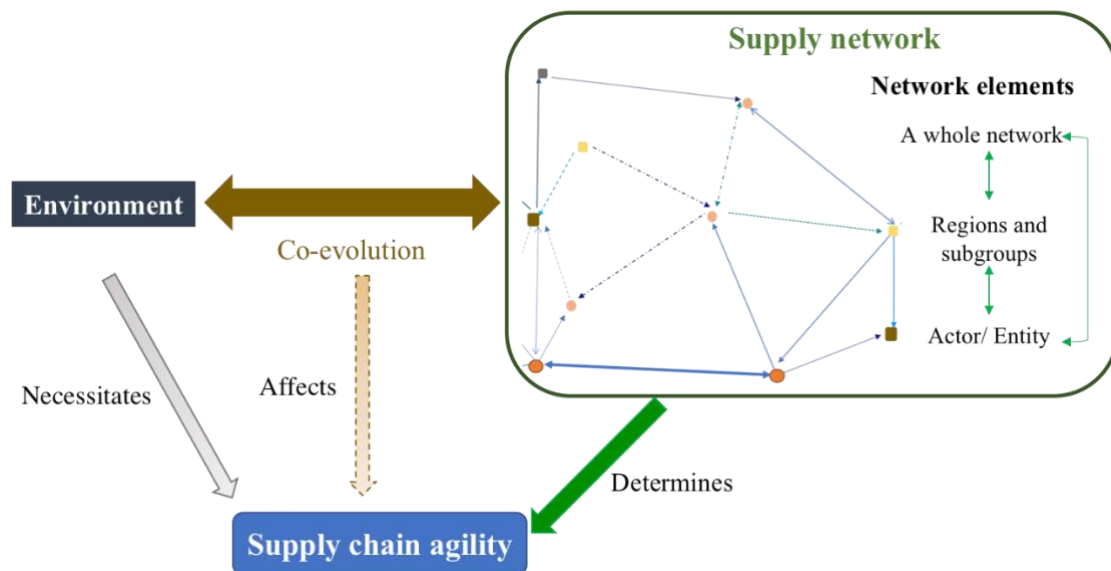 Supply network
Network elements
A whole network
Environment
Regions and
subgroups
Co-evolution
Actor/ Entity
Necessitates
Affects
Determines
Supply chain agility